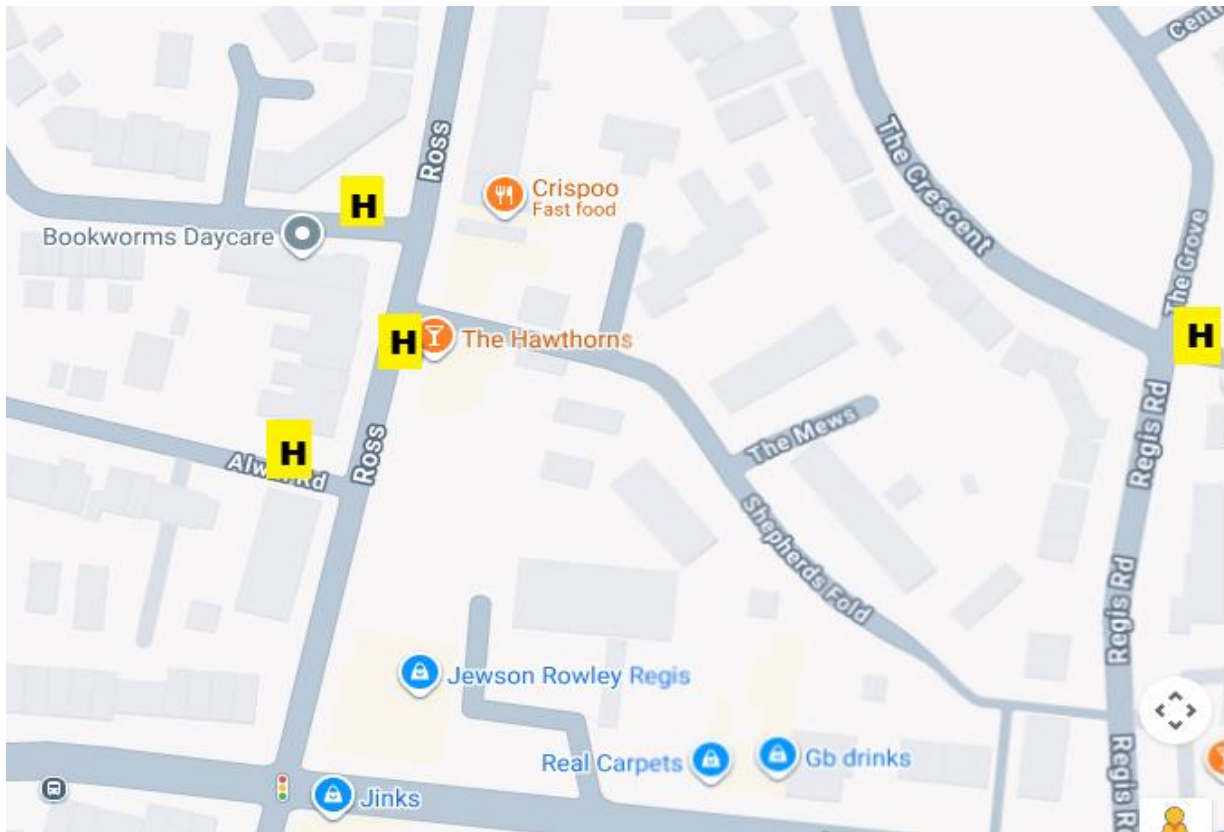 Centr
Ross
The Crescent
Crispoo
Fast food
H
Bookworms Daycare
The Grove
H
H
The Hawthorns
Ross
Regis Rd
The Mews
H
Rd
Shepherds Fold
Regis Rd
Jewson Rowley Regis
Real Carpets
Gb drinks
Regis R
Jinks